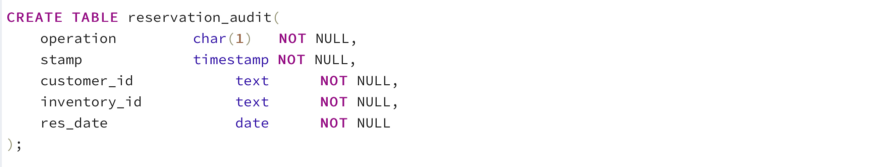 CREATE TABLE reservation_audit(
    operation         char(1)   NOT NULL,
    stamp             timestamp NOT NULL,
    customer_id            text      NOT NULL,
    inventory_id           text      NOT NULL,
    res_date               date      NOT NULL
);